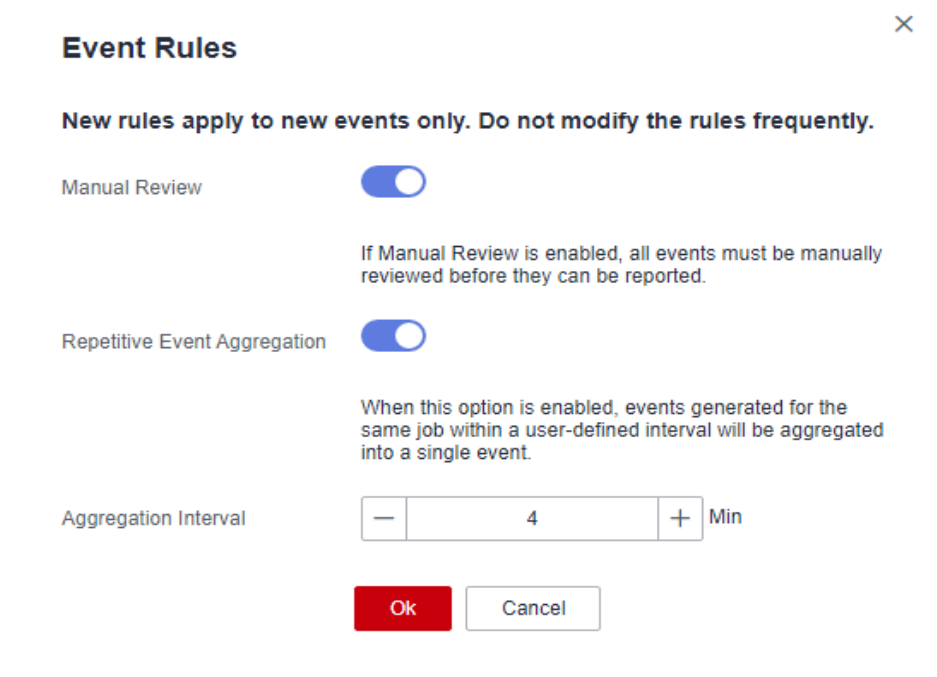 Event Rules
New rules apply to new events only. Do not modify the rules frequently.
Manual Review
If Manual Review is enabled, all events must be manually
reviewed before they can be reported.
Repetitive Event Aggregation
When this option is enabled, events generated for the
same job within a user-defined interval will be aggregated
into a single event.
Aggregation Interval
4
Min
Ok
Cancel